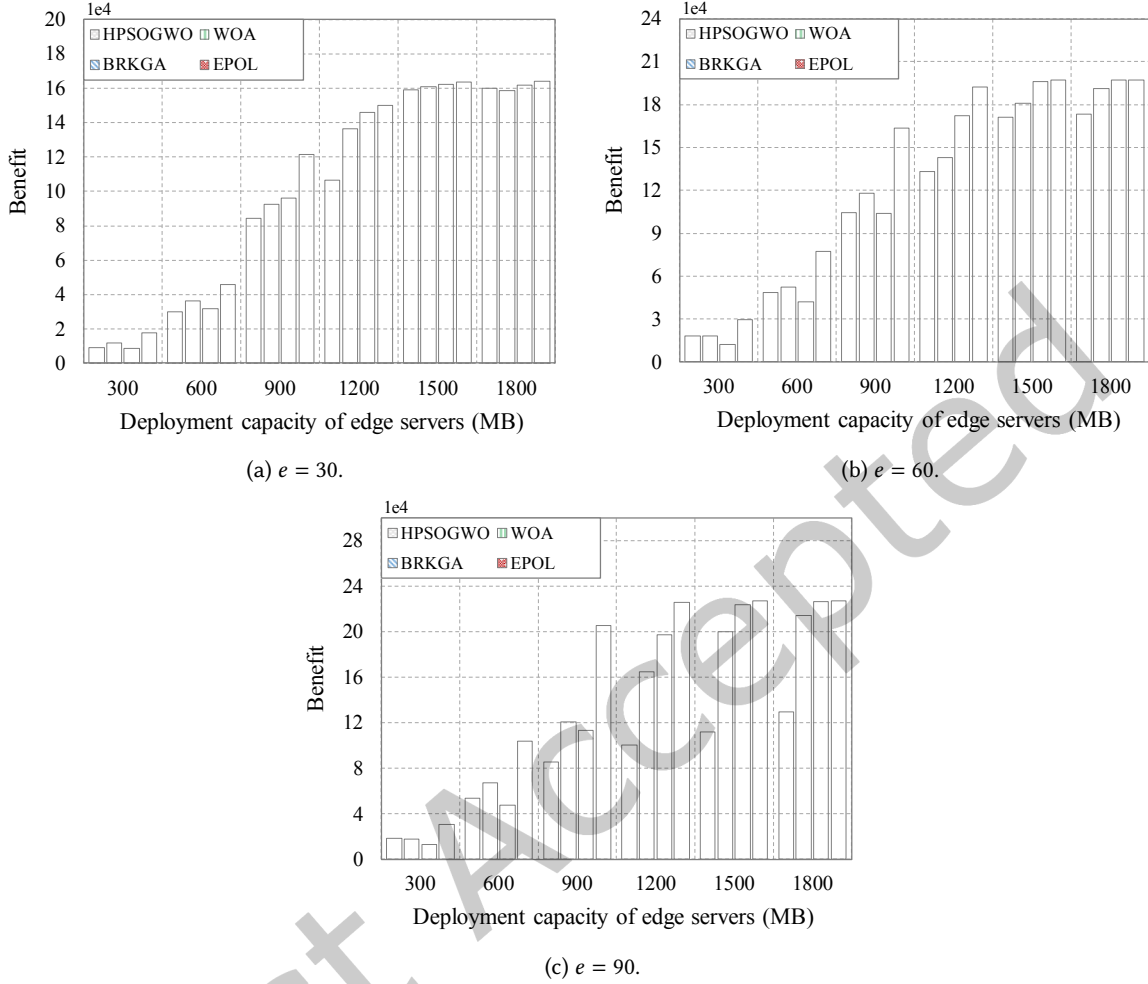 1e4
HPSOGWO WOA
BRKGA EPOL
20
18
16
14
12
10
8
6
4
2
0
Benefit
300 600 900 1200 1500 1800
Deployment capacity of edge servers (MB)
(a) e = 30.
1e4
HPSOGWO WOA
BRKGA EPOL
24
21
18
15
12
9
6
3
0
Benefit
300 600 900 1200 1500 1800
Deployment capacity of edge servers (MB)
(b) e = 60.
1e4
HPSOGWO WOA
BRKGA EPOL
28
24
20
16
12
8
4
0
Benefit
300 600 900 1200 1500 1800
Deployment capacity of edge servers (MB)
(c) e = 90.
Accepted